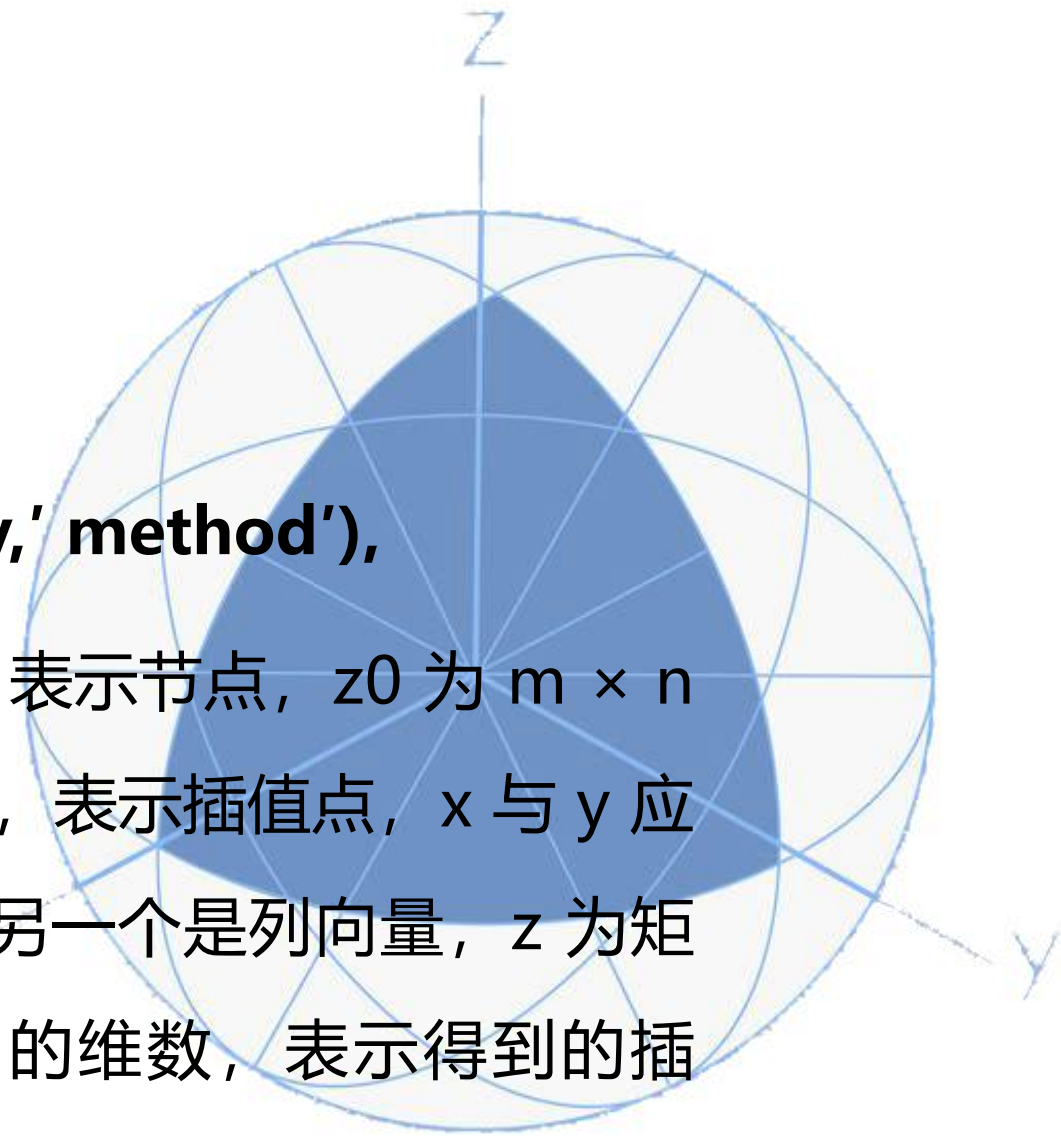 Z
y,’ method’),
表示节点，z0 为 m × n
，表示插值点，x 与 y 应
另一个是列向量，z 为矩
y
的维数，表示得到的插